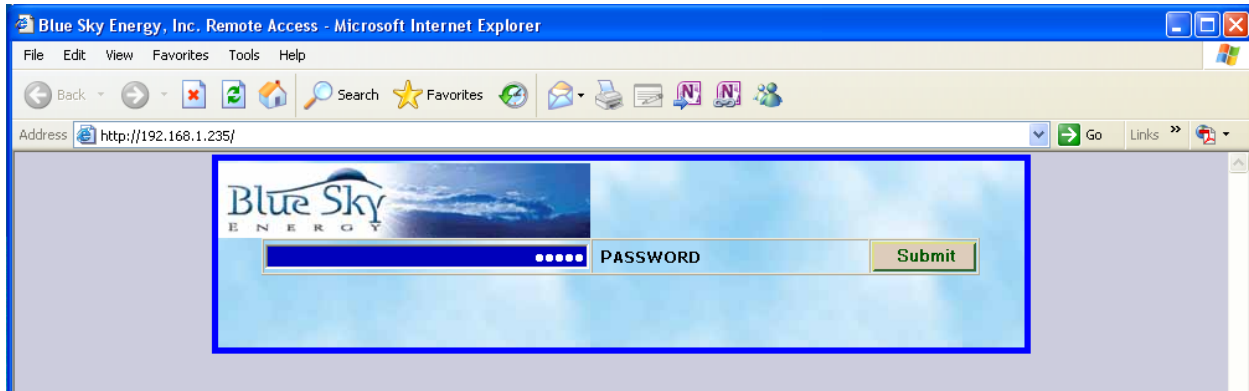 Blue Sky Energy, Inc. Remote Access - Microsoft Internet Explorer
File Edit View Favorites Tools Help
Back Search Favorites
Address http://192.168.1.235/ Go Links »
Blue Sky
ENERGY
••••• PASSWORD Submit